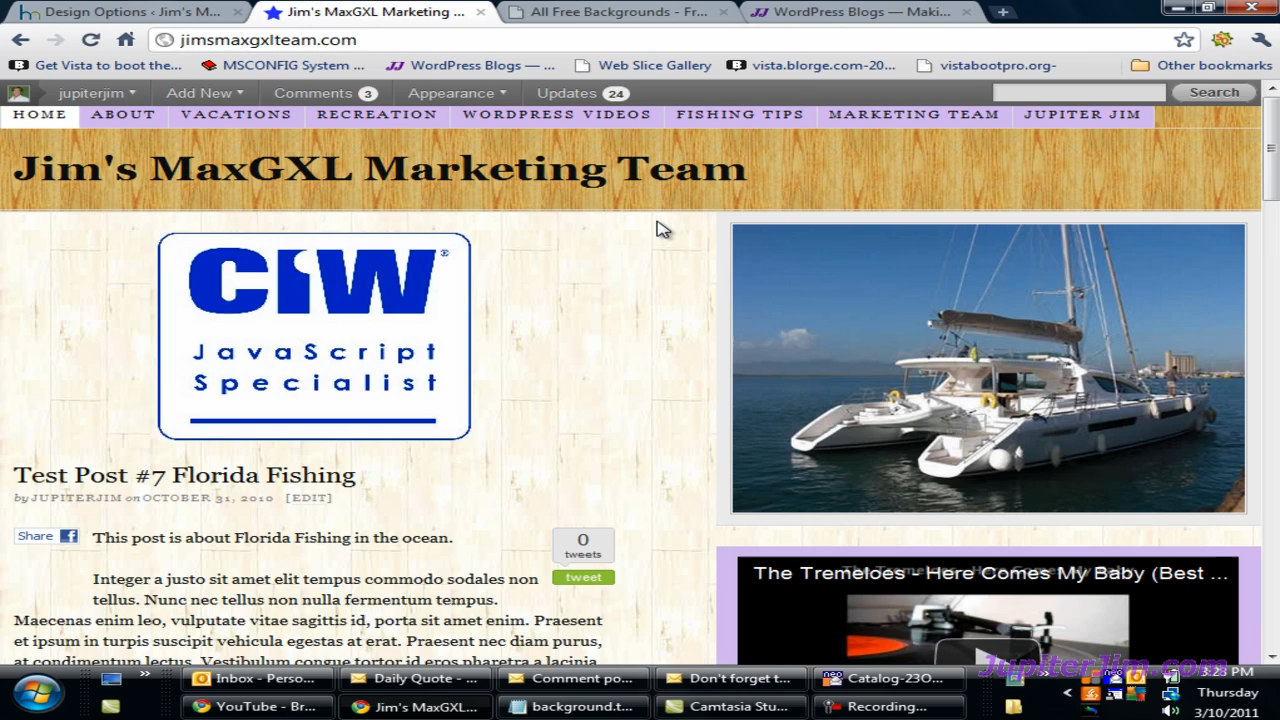 Design Options ‹ Jim's M...
Jim's MaxGXL Marketing ...
All Free Backgrounds - Fr...
WordPress Blogs — Maki...
jimsmaxgxlteam.com
Get Vista to boot the...
MSCONFIG System ...
WordPress Blogs — ...
Web Slice Gallery
vista.blorge.com-20...
vistabootpro.org-
Other bookmarks
jupiterjim
Add New
Comments 3
Appearance
Updates 24
Search
HOME
ABOUT
VACATIONS
RECREATION
WORDPRESS VIDEOS
FISHING TIPS
MARKETING TEAM
JUPITER JIM
Jim's MaxGXL Marketing Team
CIW®
JavaScript
Specialist
Test Post #7 Florida Fishing
by JUPITERJIM on OCTOBER 31, 2010 [EDIT]
Share
This post is about Florida Fishing in the ocean.
0
tweets
tweet
Integer a justo sit amet elit tempus commodo sodales non
tellus. Nunc nec tellus non nulla fermentum tempus.
Maecenas enim leo, vulputate vitae sagittis id, porta sit amet enim. Praesent
et ipsum in turpis suscipit vehicula egestas at erat. Praesent nec diam purus,
at condimentum lectus. Vestibulum congue tortor id eros pharetra a lacinia
The Tremeloes - Here Comes My Baby (Best ...
JupiterJim.com
Inbox - Perso...
Daily Quote - ...
Comment po...
Don't forget t...
Catalog-23O...
3:23 PM
YouTube - Br...
Jim's MaxGXL...
background.t...
Camtasia Stu...
Recording...
Thursday
3/10/2011